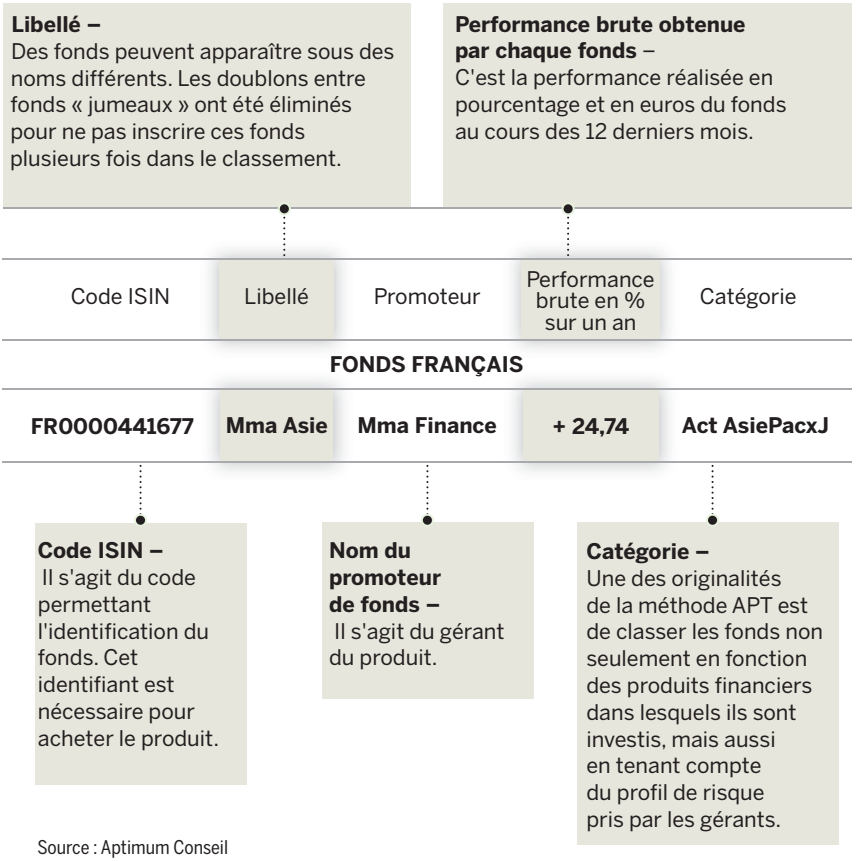 Libellé –
Des fonds peuvent apparaître sous des
noms différents. Les doublons entre
fonds « jumeaux » ont été éliminés
pour ne pas inscrire ces fonds
plusieurs fois dans le classement.
Performance brute obtenue
par chaque fonds –
C'est la performance réalisée en
pourcentage et en euros du fonds
au cours des 12 derniers mois.
Code ISIN
Libellé
Promoteur
Performance
brute en %
sur un an
Catégorie
FONDS FRANÇAIS
FR0000441677
Mma Asie
Mma Finance
+ 24,74
Act AsiePacxJ
Code ISIN –
Il s'agit du code
permettant
l'identification du
fonds. Cet
identifiant est
nécessaire pour
acheter le produit.
Nom du
promoteur
de fonds –
Il s'agit du gérant
du produit.
Catégorie –
Une des originalités
de la méthode APT est
de classer les fonds non
seulement en fonction
des produits financiers
dans lesquels ils sont
investis, mais aussi
en tenant compte
du profil de risque
pris par les gérants.
Source : Aptimum Conseil